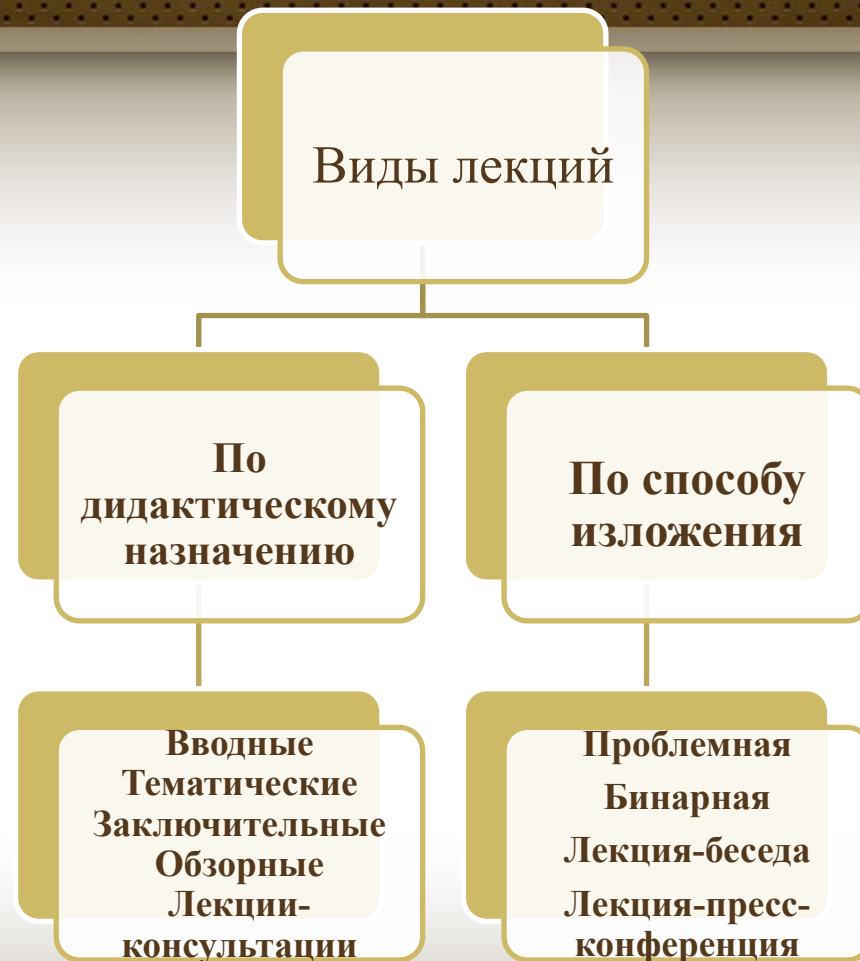 Виды лекций
По
дидактическому
назначению
По способу
изложения
Вводные
Тематические
Заключительные
Обзорные
Лекции-
консультации
Проблемная
Бинарная
Лекция-беседа
Лекция-пресс-
конференция